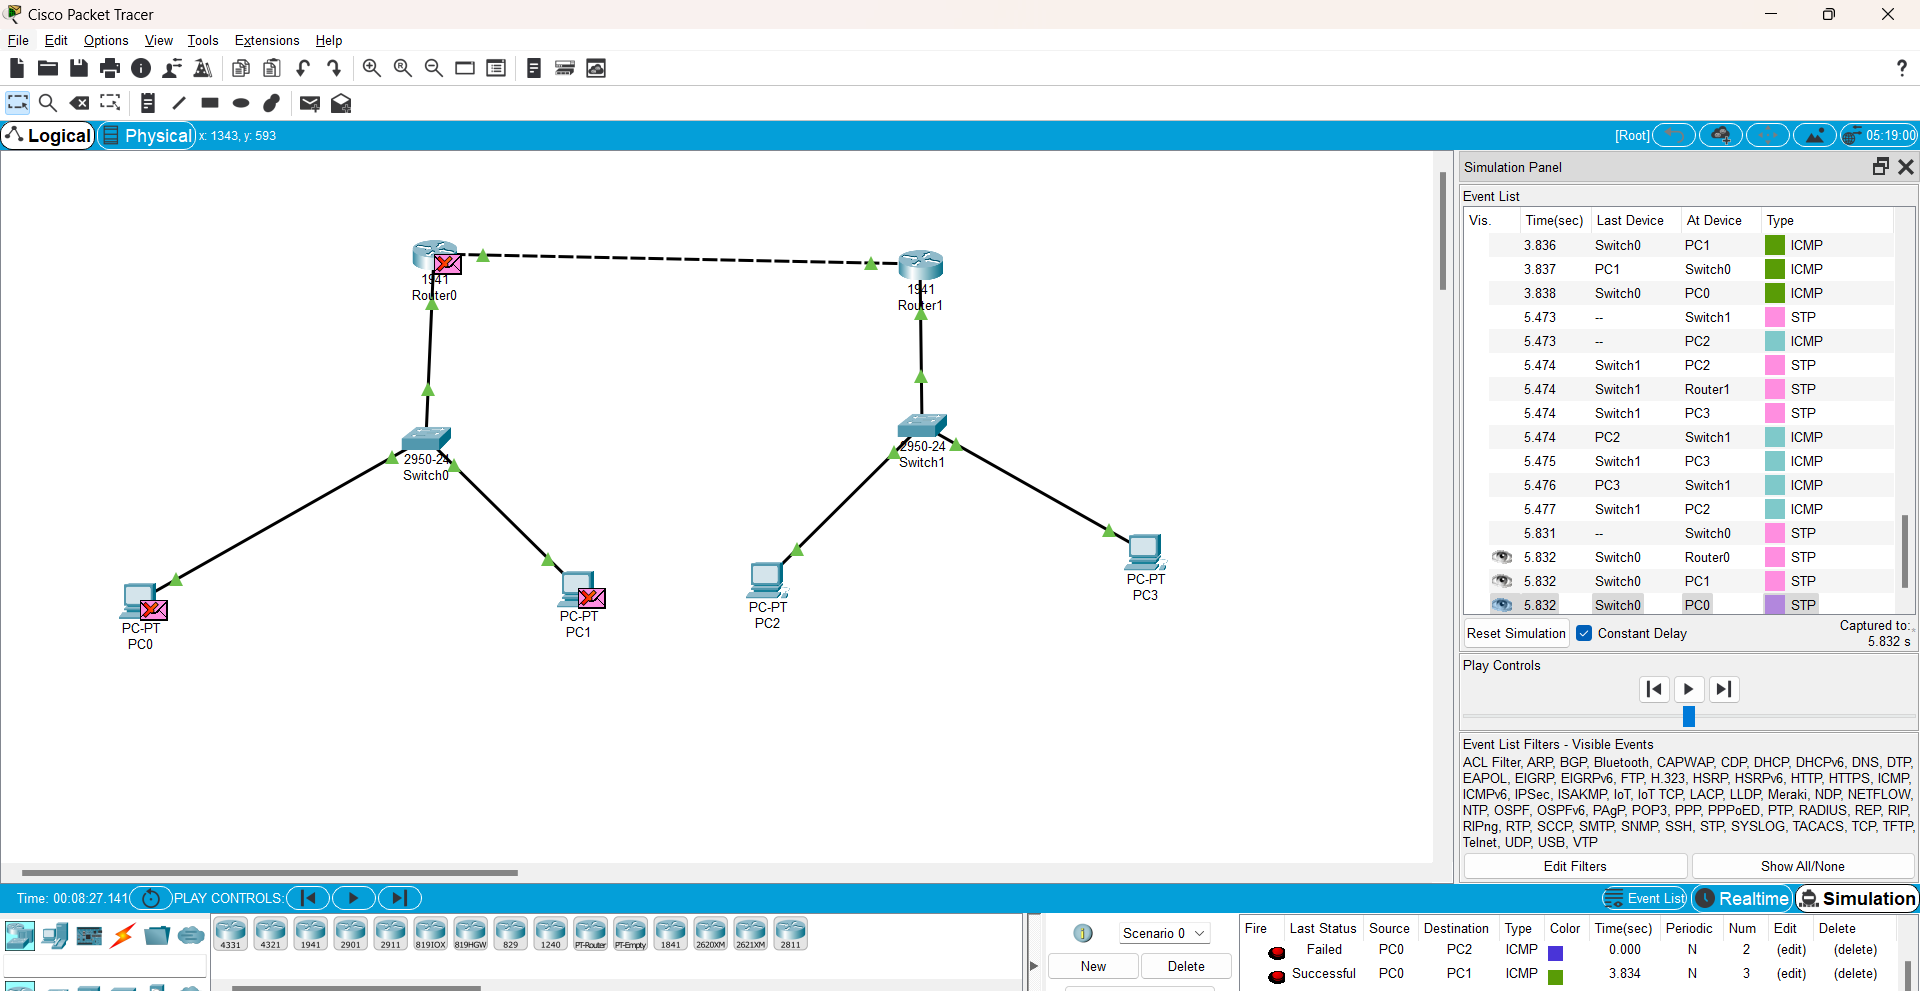 Cisco Packet Tracer
File Edit Options View Tools Extensions Help
?
Logical Physical x: 1343, y: 593 [Root] 05:19:00
1941
Router0
1941
Router1
2950-24
Switch0
2950-24
Switch1
PC-PT
PC0
PC-PT
PC1
PC-PT
PC2
PC-PT
PC3
Simulation Panel
Event List
Vis. Time(sec) Last Device At Device Type
3.836 Switch0 PC1 ICMP
3.837 PC1 Switch0 ICMP
3.838 Switch0 PC0 ICMP
5.473 -- Switch1 STP
5.473 -- PC2 ICMP
5.474 Switch1 PC2 STP
5.474 Switch1 Router1 STP
5.474 Switch1 PC3 STP
5.474 PC2 Switch1 ICMP
5.475 Switch1 PC3 ICMP
5.476 PC3 Switch1 ICMP
5.477 Switch1 PC2 ICMP
5.831 -- Switch0 STP
5.832 Switch0 Router0 STP
5.832 Switch0 PC1 STP
5.832 Switch0 PC0 STP
Reset Simulation Constant Delay Captured to:
5.832 s
Play Controls
Event List Filters - Visible Events
ACL Filter, ARP, BGP, Bluetooth, CAPWAP, CDP, DHCP, DHCPv6, DNS, DTP,
EAPOL, EIGRP, EIGRPv6, FTP, H.323, HSRP, HSRPv6, HTTP, HTTPS, ICMP,
ICMPv6, IPSec, ISAKMP, IoT, IoT TCP, LACP, LLDP, Meraki, NDP, NETFLOW,
NTP, OSPF, OSPFv6, PAgP, POP3, PPP, PPPoED, PTP, RADIUS, REP, RIP,
RIPng, RTP, SCCP, SMTP, SNMP, SSH, STP, SYSLOG, TACACS, TCP, TFTP,
Telnet, UDP, USB, VTP
Edit Filters Show All/None
Time: 00:08:27.141 PLAY CONTROLS: Event List Realtime Simulation
4331 4321 1941 2901 2911 819IOX 819HGW 829 1240 PT-Router PT-Empty 1841 2620XM 2621XM 2811
Scenario 0
New Delete
Fire Last Status Source Destination Type Color Time(sec) Periodic Num Edit Delete
Failed PC0 PC2 ICMP 0.000 N 2 (edit) (delete)
Successful PC0 PC1 ICMP 3.834 N 3 (edit) (delete)